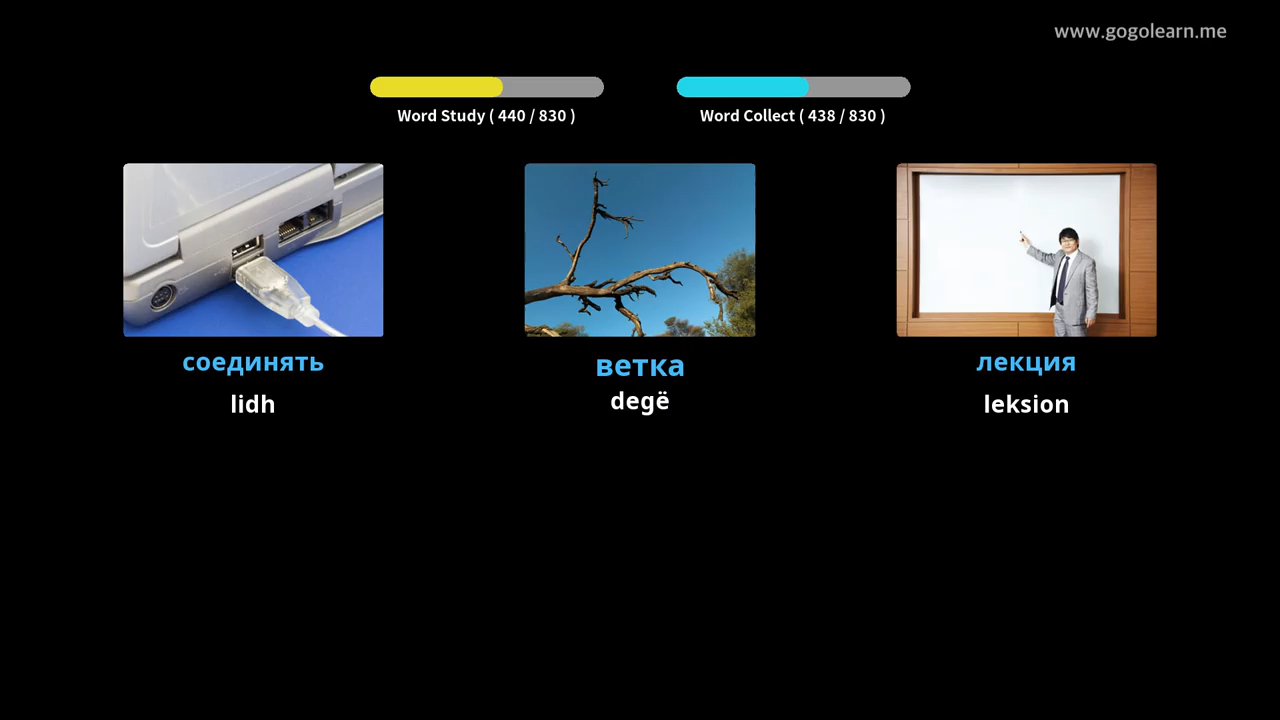 www.gogolearn.me
Word Study ( 440 / 830 )
Word Collect ( 438 / 830 )
соединять
ветка
лекция
lidh
degë
leksion